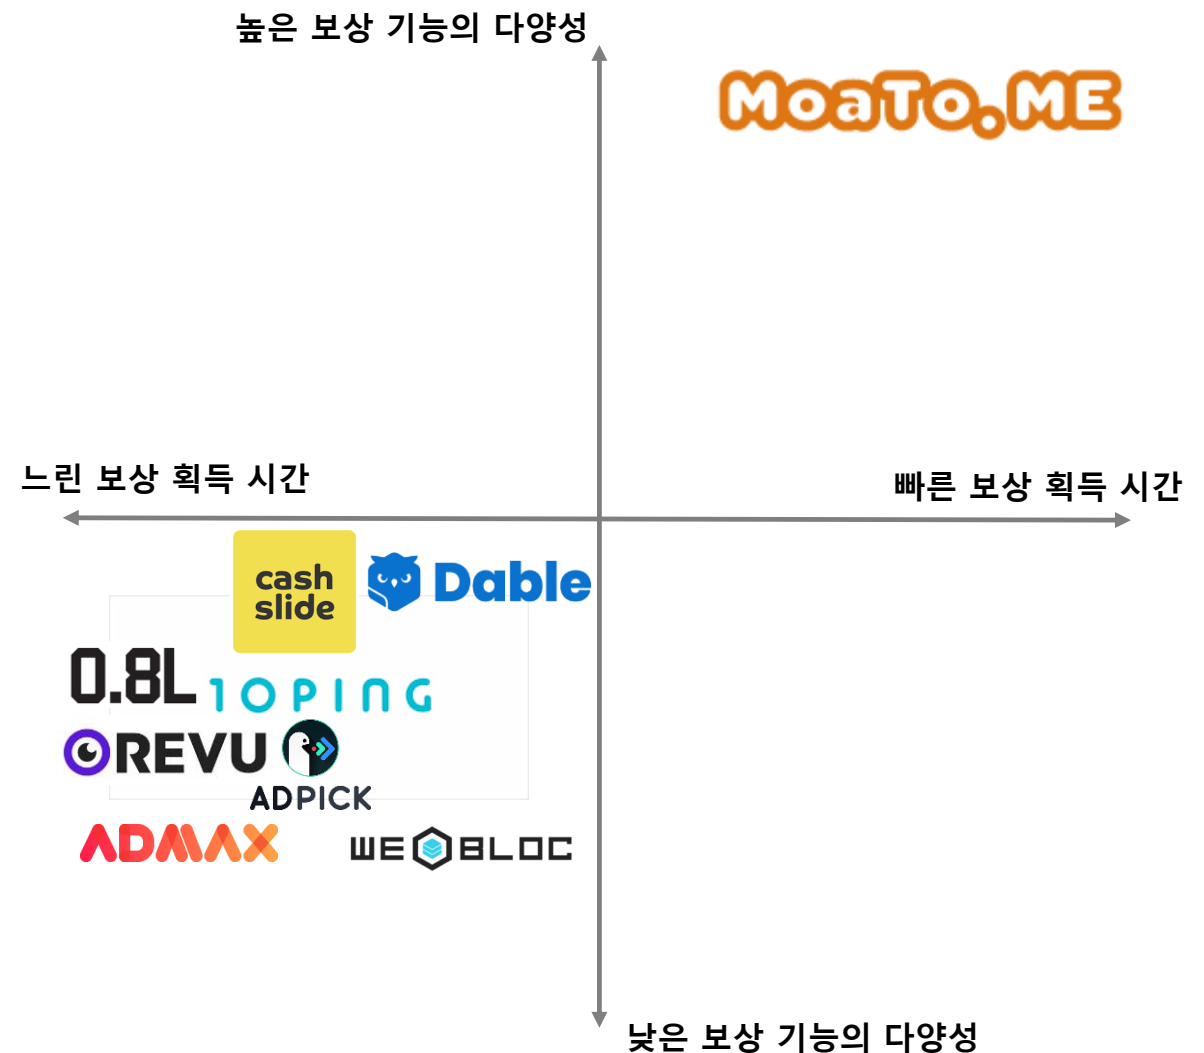 높은 보상 기능의 다양성
MoaTo.ME
느린 보상 획득 시간
빠른 보상 획득 시간
cash
slide
Dable
0.8L
10PING
REVU
ADPICK
ADMAX
WEBLOC
낮은 보상 기능의 다양성